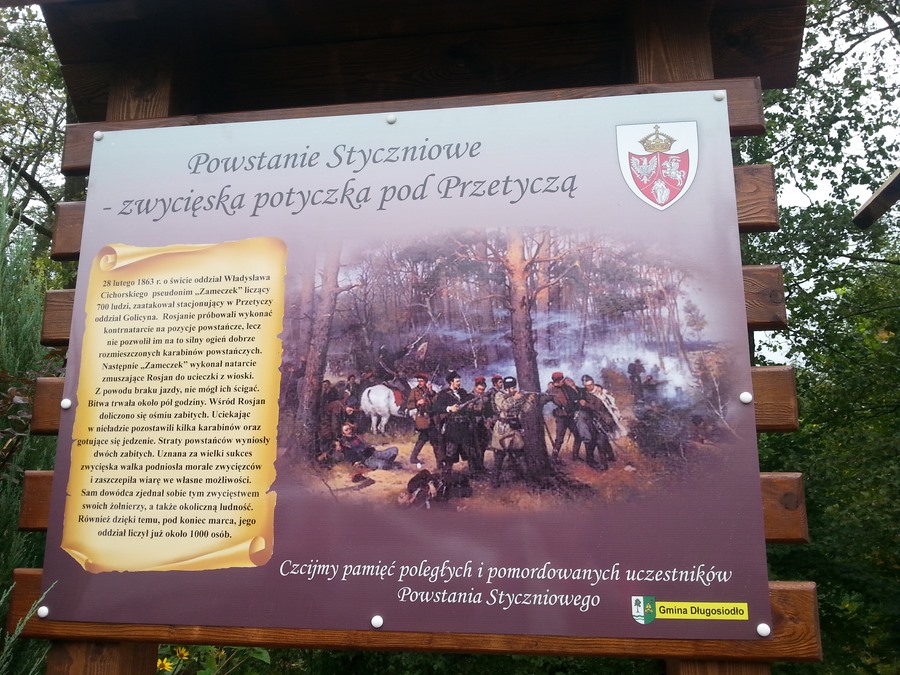 Powstanie Styczniowe
- zwycięska potyczka pod Przetyczą
28 lutego 1863 r. o świcie oddział Władysława
Cichorskiego pseudonim „Zameczek" liczący
700 ludzi, zaatakował stacjonujący w Przetyczy
oddział Golicyna. Rosjanie próbowali wykonać
kontrnatarcie na pozycje powstańcze, lecz
nie pozwolił im na to silny ogień dobrze
rozmieszczonych karabinów powstańczych.
Następnie „Zameczek" wykonał natarcie
zmuszające Rosjan do ucieczki z wioski.
Z powodu braku jazdy, nie mógł ich ścigać.
Bitwa trwała około pół godziny. Wśród Rosjan
doliczono się ośmiu zabitych. Uciekając
w nieładzie pozostawili kilka karabinów oraz
gotujące się jedzenie. Straty powstańców wyniosły
dwóch zabitych. Uznana za wielki sukces
zwycięska walka podniosła morale zwycięzców
i zaszczepiła wiarę we własne możliwości.
Sam dowódca zjednał sobie tym zwycięstwem
swoich żołnierzy, a także okoliczną ludność.
Również dzięki temu, pod koniec marca, jego
oddział liczył już około 1000 osób.
Czcijmy pamięć poległych i pomordowanych uczestników
Powstania Styczniowego
Gmina Długosiodło